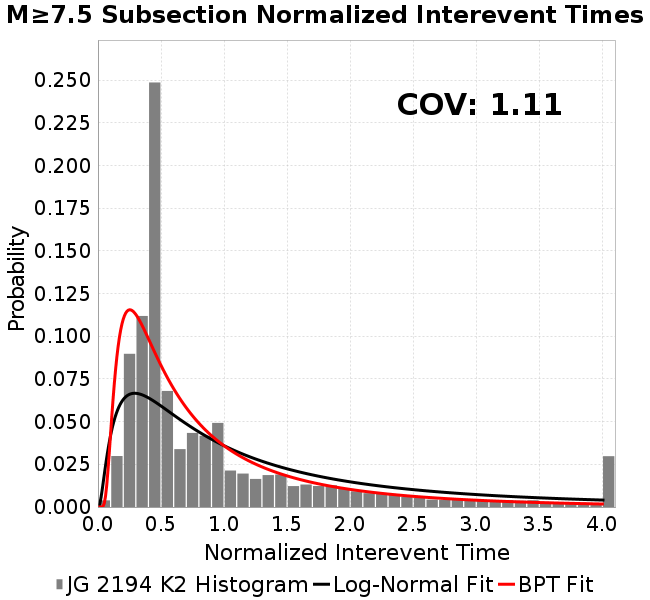 M≥7.5 Subsection Normalized Interevent Times
COV: 1.11
Probability
0.250
0.225
0.200
0.175
0.150
0.125
0.100
0.075
0.050
0.025
0.000
0.0 0.5 1.0 1.5 2.0 2.5 3.0 3.5 4.0
Normalized Interevent Time
JG 2194 K2 Histogram Log-Normal Fit BPT Fit